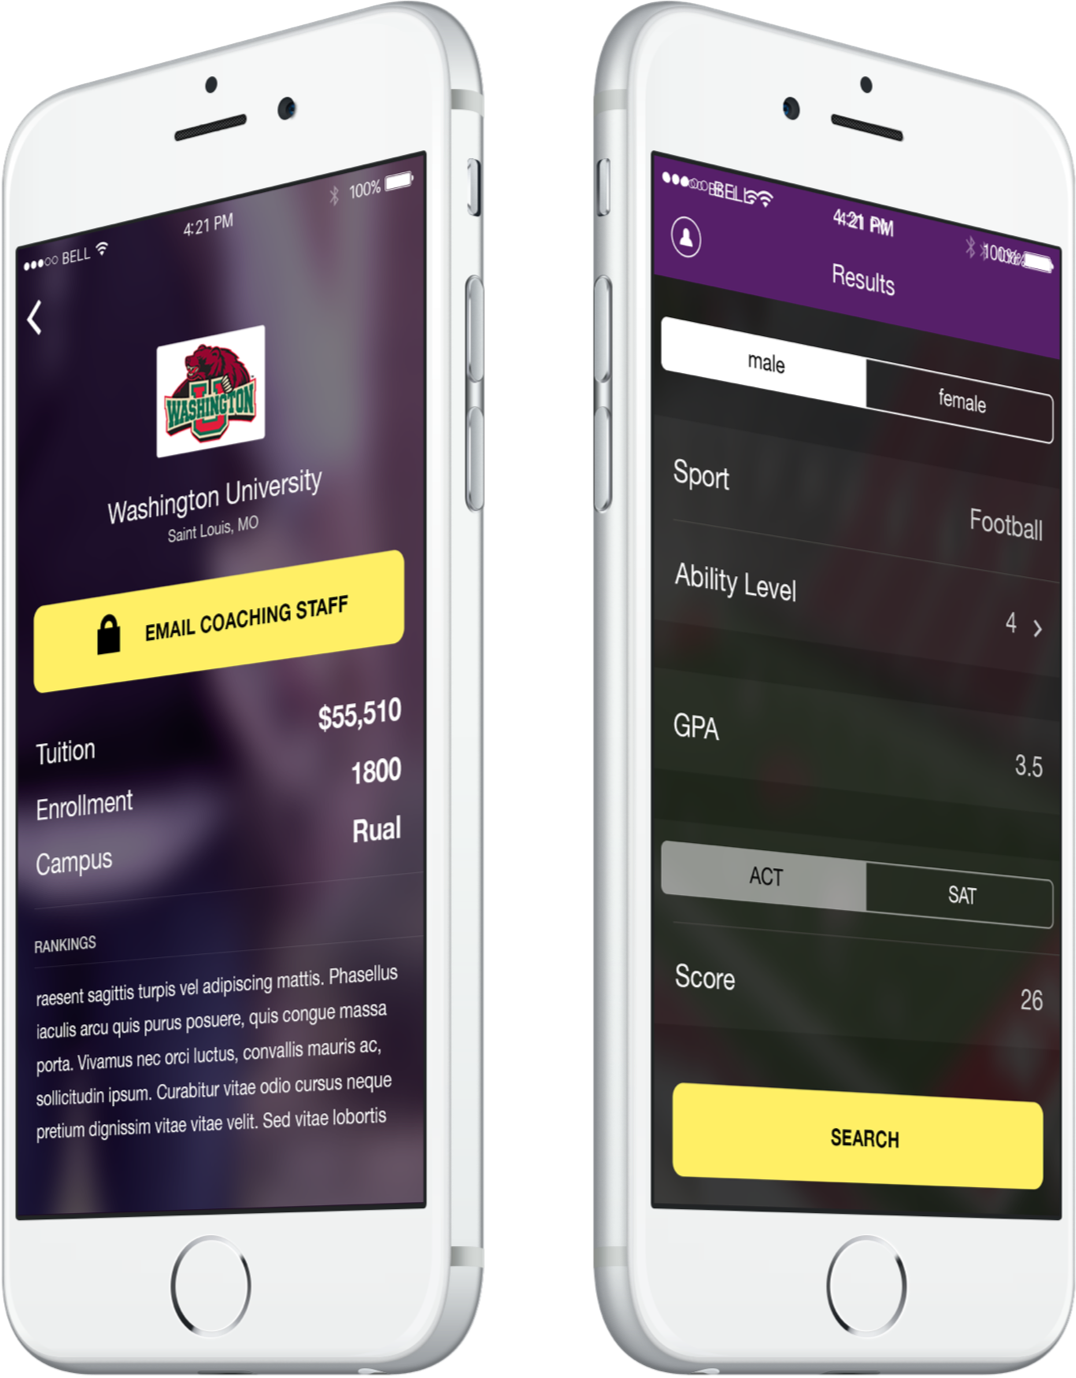 BELL
4:21 PM
100%
WASHINGTON
U
Washington University
Saint Louis, MO
EMAIL COACHING STAFF
Tuition $55,510
Enrollment 1800
Campus Rual
RANKINGS
raesent sagittis turpis vel adipiscing mattis. Phasellus
iaculis arcu quis purus posuere, quis congue massa
porta. Vivamus nec orci luctus, convallis mauris ac,
sollicitudin ipsum. Curabitur vitae odio cursus neque
pretium dignissim vitae vitae velit. Sed vitae lobortis
BELL
4:21 PM
100%
Results
male
female
Sport
Football
Ability Level
4 >
GPA
3.5
ACT
SAT
Score
26
SEARCH